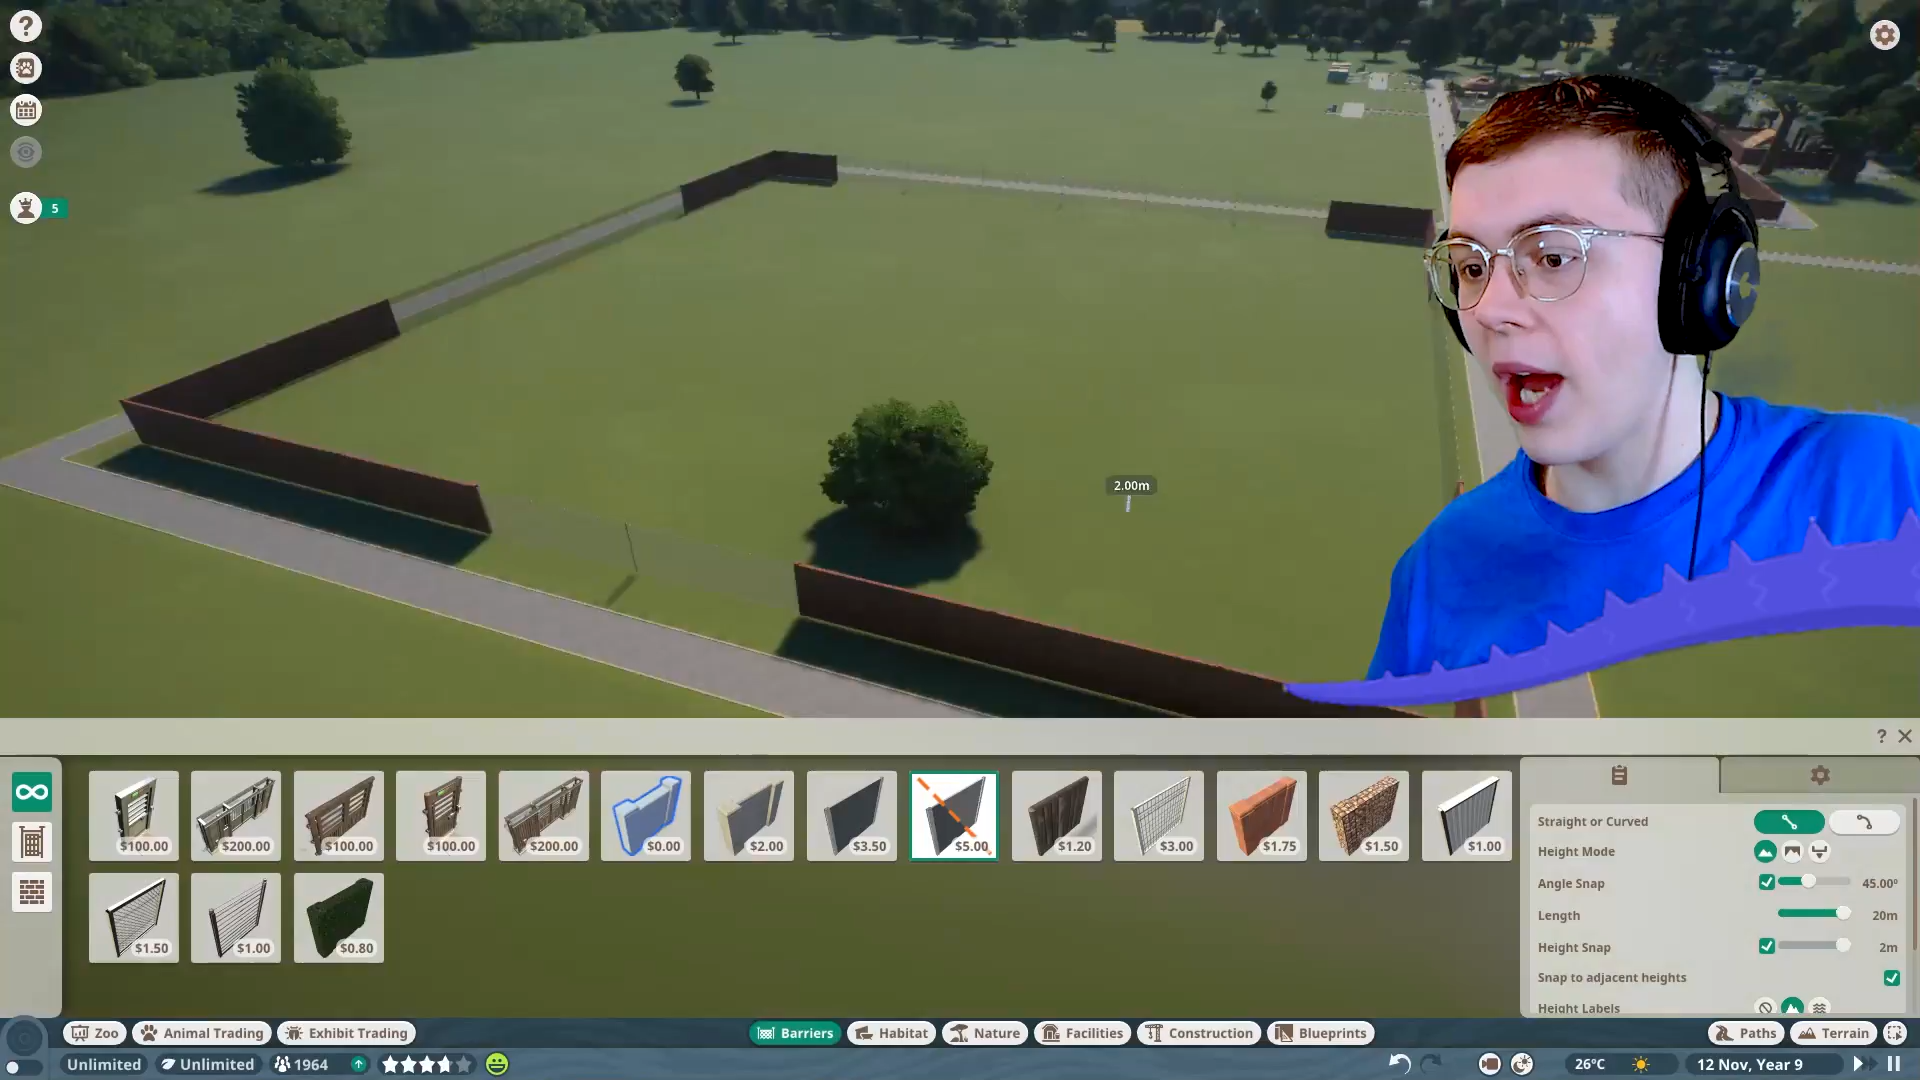 ?
5
2.00m
?
$100.00 $200.00 $100.00 $100.00 $200.00 $0.00 $2.00 $3.50 $5.00 $1.20 $3.00 $1.75 $1.50 $1.00
$1.50 $1.00 $0.80
Straight or Curved
Height Mode
Angle Snap 45.00°
Length 20m
Height Snap 2m
Snap to adjacent heights
Height Labels
Zoo Animal Trading Exhibit Trading Barriers Habitat Nature Facilities Construction Blueprints Paths Terrain
Unlimited Unlimited 1964 26°C 12 Nov, Year 9